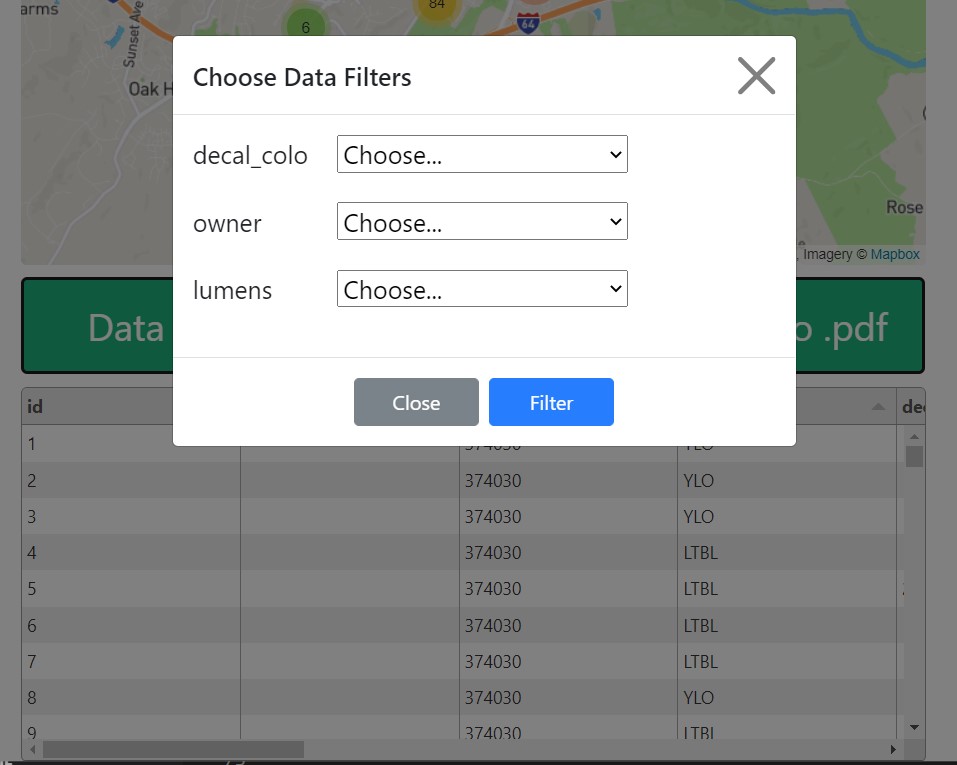 arms
Sunset Ave
6
84
64
Oak H
Rose
, Imagery © Mapbox
Choose Data Filters
decal_colo Choose...
owner Choose...
lumens Choose...
Close Filter
Data
o .pdf
id dec
1 374030 YLO
2 374030 YLO
3 374030 YLO
4 374030 LTBL
5 374030 LTBL
6 374030 LTBL
7 374030 LTBL
8 374030 YLO
9 374030 LTBL